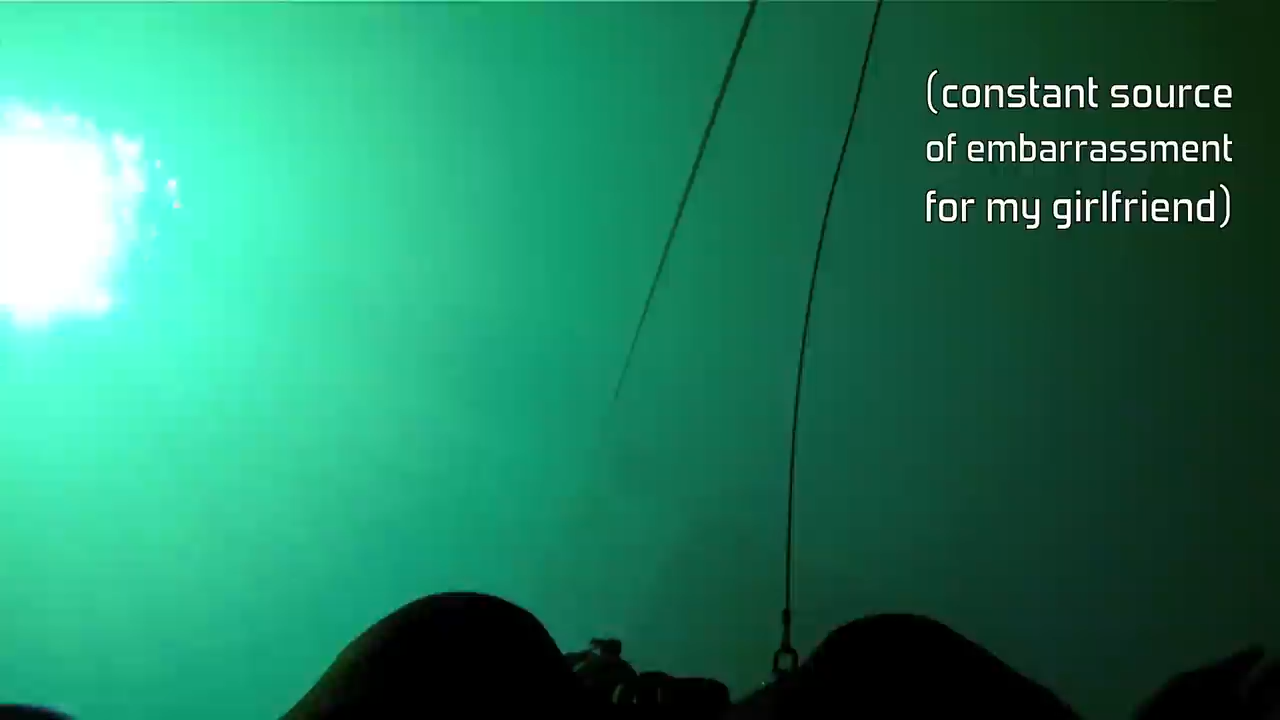 (constant source
of embarrassment
for my girlfriend)